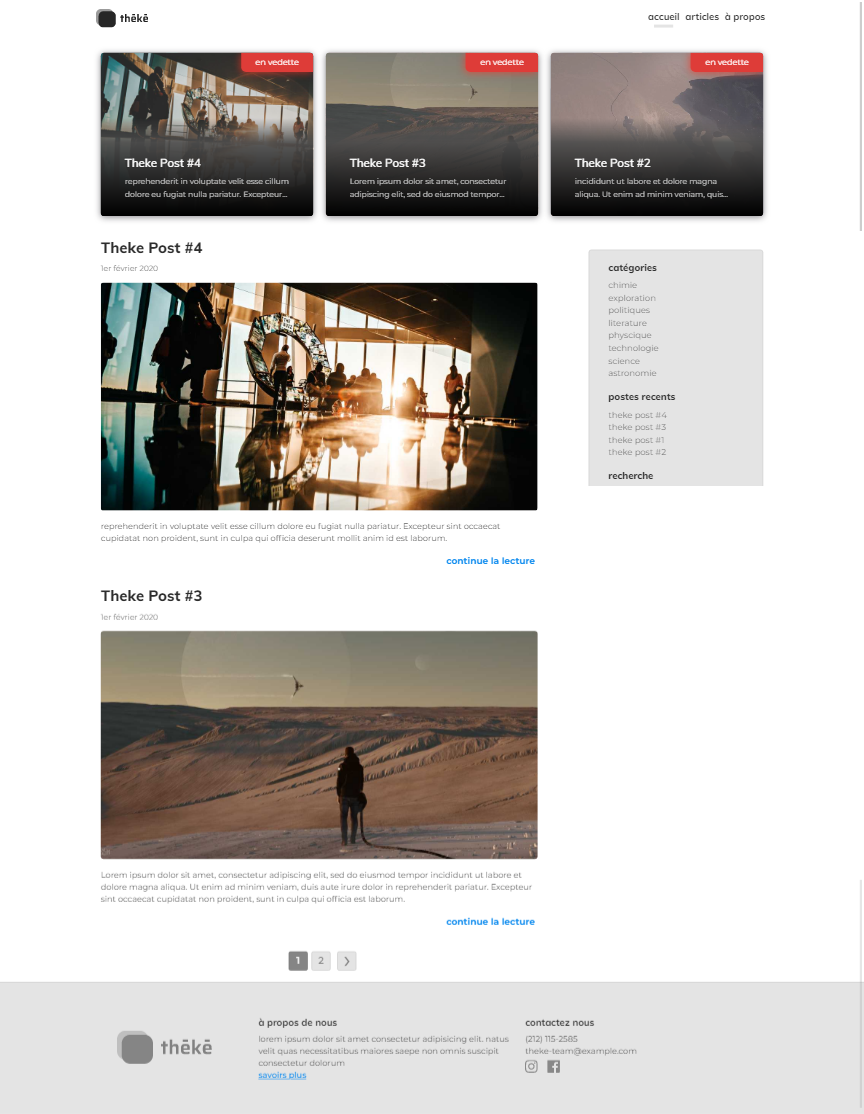 thēkē
accueil articles à propos
en vedette
Theke Post #4
reprehenderit in voluptate velit esse cillum
dolore eu fugiat nulla pariatur. Excepteur...
en vedette
Theke Post #3
Lorem ipsum dolor sit amet, consectetur
adipiscing elit, sed do eiusmod tempor...
en vedette
Theke Post #2
incididunt ut labore et dolore magna
aliqua. Ut enim ad minim veniam, quis...
Theke Post #4
1er février 2020
reprehenderit in voluptate velit esse cillum dolore eu fugiat nulla pariatur. Excepteur sint occaecat
cupidatat non proident, sunt in culpa qui officia deserunt mollit anim id est laborum.
continue la lecture
Theke Post #3
1er février 2020
Lorem ipsum dolor sit amet, consectetur adipiscing elit, sed do eiusmod tempor incididunt ut labore et
dolore magna aliqua. Ut enim ad minim veniam, duis aute irure dolor in reprehenderit pariatur. Excepteur
sint occaecat cupidatat non proident, sunt in culpa qui officia est laborum.
continue la lecture
1 2 ❯
catégories
chimie
exploration
politiques
literature
physcique
technologie
science
astronomie
postes recents
theke post #4
theke post #3
theke post #1
theke post #2
recherche
thēkē
à propos de nous
lorem ipsum dolor sit amet consectetur adipisicing elit. natus
velit quas necessitatibus maiores saepe non omnis suscipit
consectetur dolorum
savoirs plus
contactez nous
(212) 115-2585
theke-team@example.com